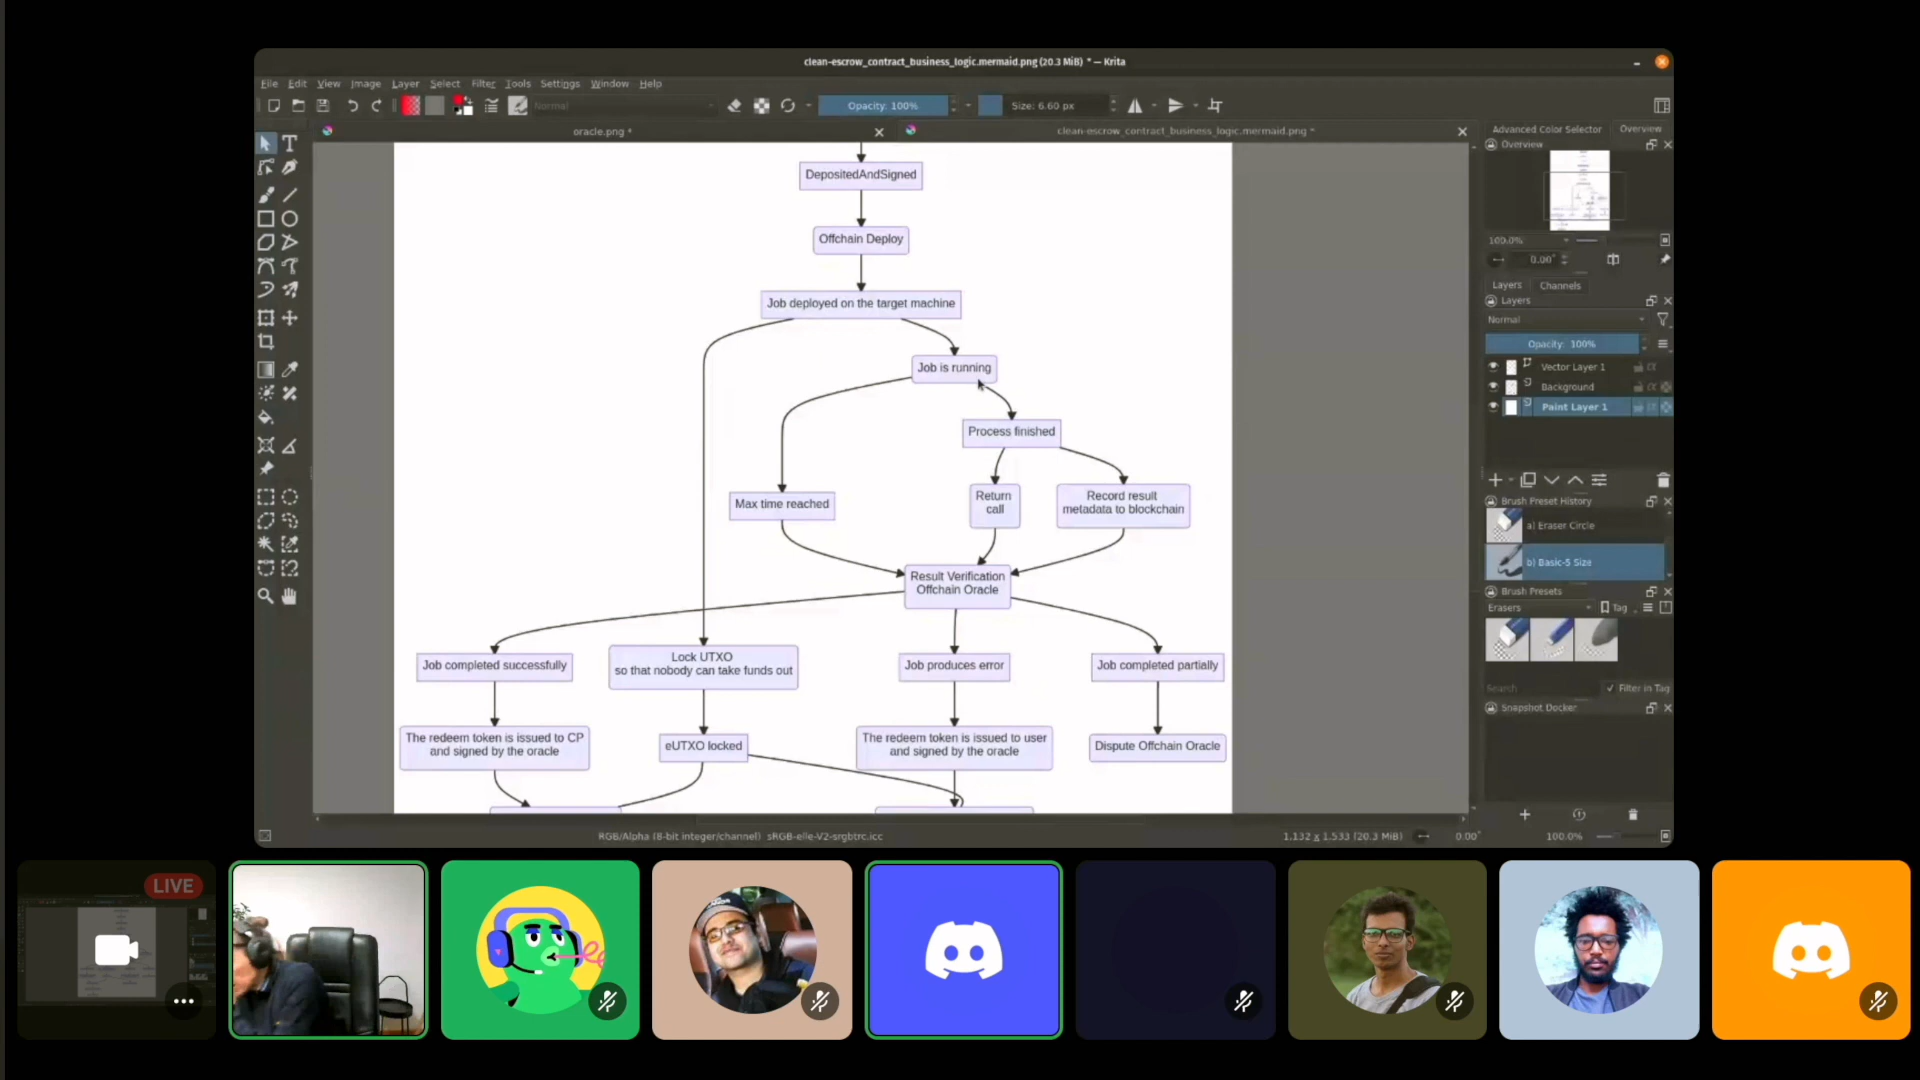 clean-escrow_contract_business_logic.mermaid.png (20.3 MiB) * — Krita
File Edit View Image Layer Select Filter Tools Settings Window Help
Normal
Opacity: 100%
Size: 6.60 px
oracle.png *
clean-escrow_contract_business_logic.mermaid.png *
DepositedAndSigned
Offchain Deploy
Job deployed on the target machine
Job is running
Process finished
Max time reached
Return
call
Record result
metadata to blockchain
Result Verification
Offchain Oracle
Job completed successfully
Lock UTXO
so that nobody can take funds out
Job produces error
Job completed partially
The redeem token is issued to CP
and signed by the oracle
eUTXO locked
The redeem token is issued to user
and signed by the oracle
Dispute Offchain Oracle
Advanced Color Selector
Overview
Overview
100.0%
0.00°
Layers
Channels
Layers
Normal
Opacity: 100%
Vector Layer 1
Background
Paint Layer 1
Brush Preset History
a) Eraser Circle
b) Basic-5 Size
Brush Presets
Erasers
Tag
Search
Filter in Tag
Snapshot Docker
RGB/Alpha (8-bit integer/channel) sRGB-elle-V2-srgbtrc.icc
1,132 x 1,533 (20.3 MiB)
0.00°
100.0%
LIVE